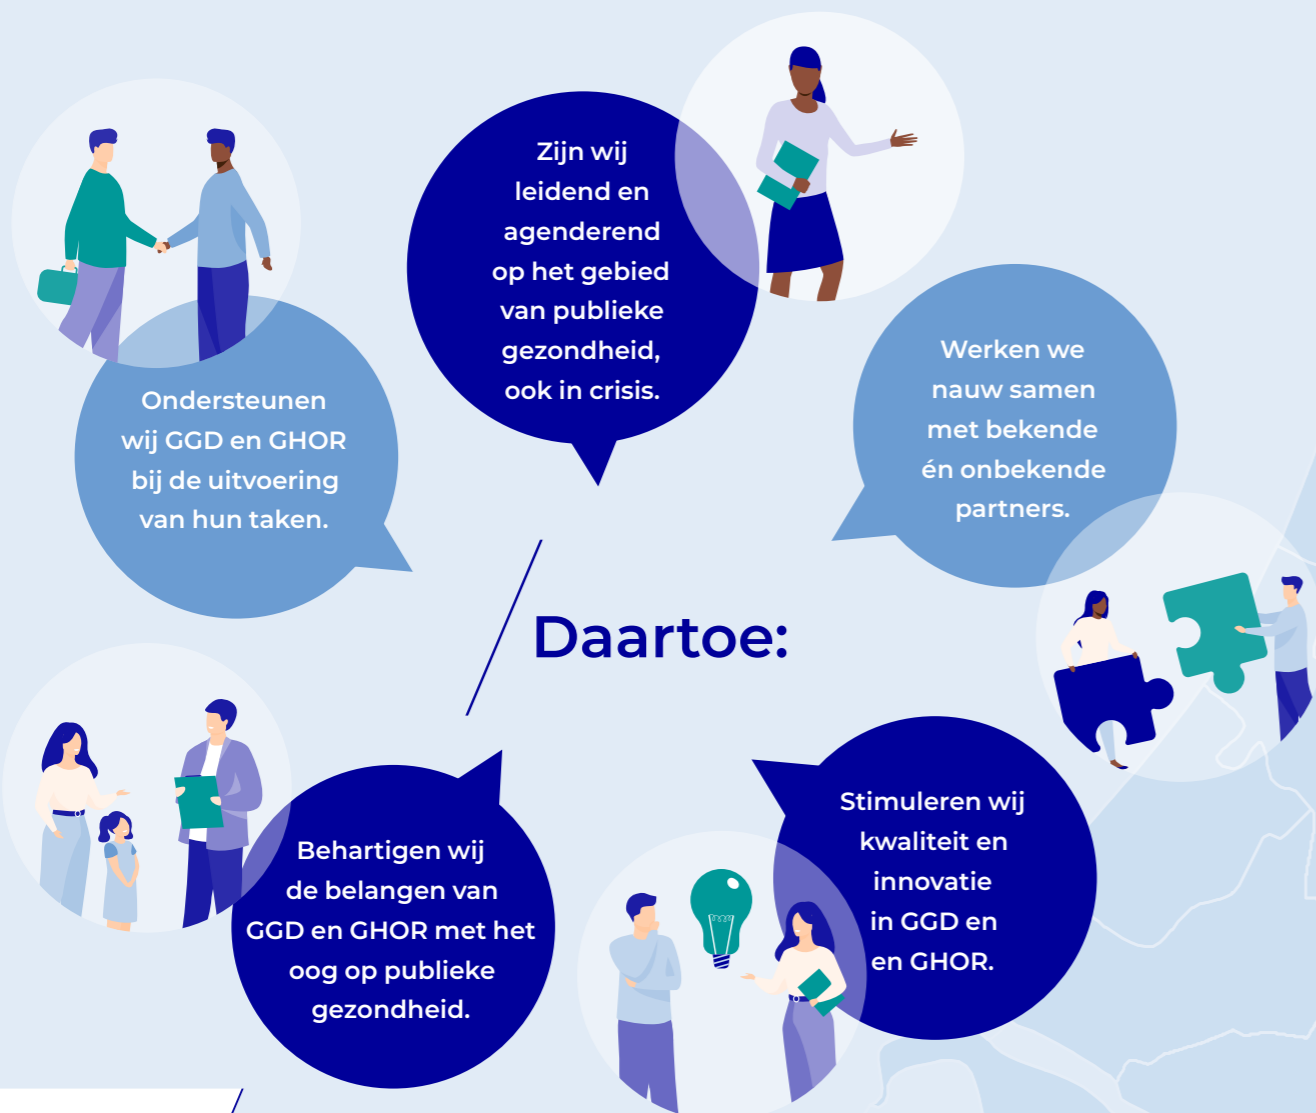 Zijn wij
leidend en
agenderend
op het gebied
van publieke
gezondheid,
ook in crisis.
Ondersteunen
wij GGD en GHOR
bij de uitvoering
van hun taken.
Werken we
nauw samen
met bekende
én onbekende
partners.
Daartoe:
Behartigen wij
de belangen van
GGD en GHOR met het
oog op publieke
gezondheid.
Stimuleren wij
kwaliteit en
innovatie
in GGD en
en GHOR.